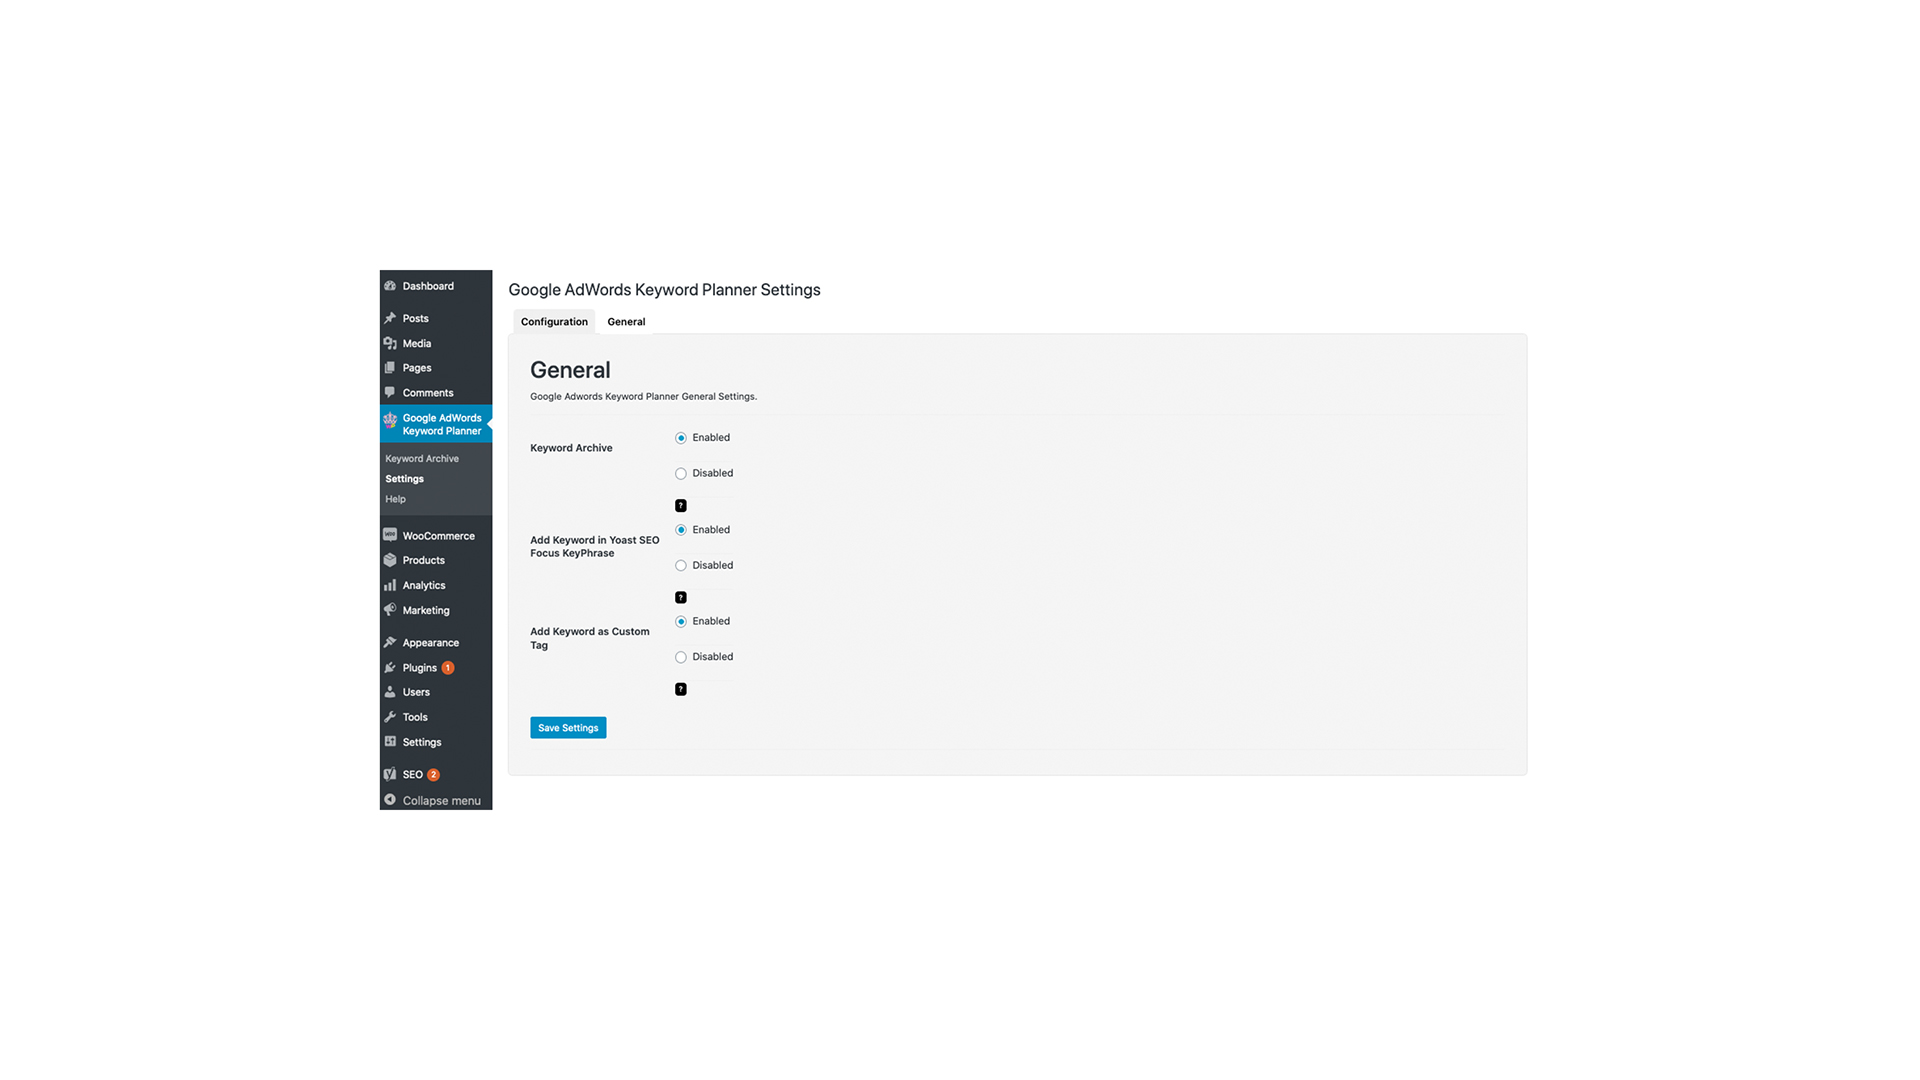 Dashboard
Posts
Media
Pages
Comments
Google AdWords
Keyword Planner
Keyword Archive
Settings
Help
WooCommerce
Products
Analytics
Marketing
Appearance
Plugins 1
Users
Tools
Settings
SEO 2
Collapse menu
Google AdWords Keyword Planner Settings
Configuration General
General
Google Adwords Keyword Planner General Settings.
Keyword Archive
Enabled
Disabled
?
Add Keyword in Yoast SEO
Focus KeyPhrase
Enabled
Disabled
?
Add Keyword as Custom
Tag
Enabled
Disabled
?
Save Settings